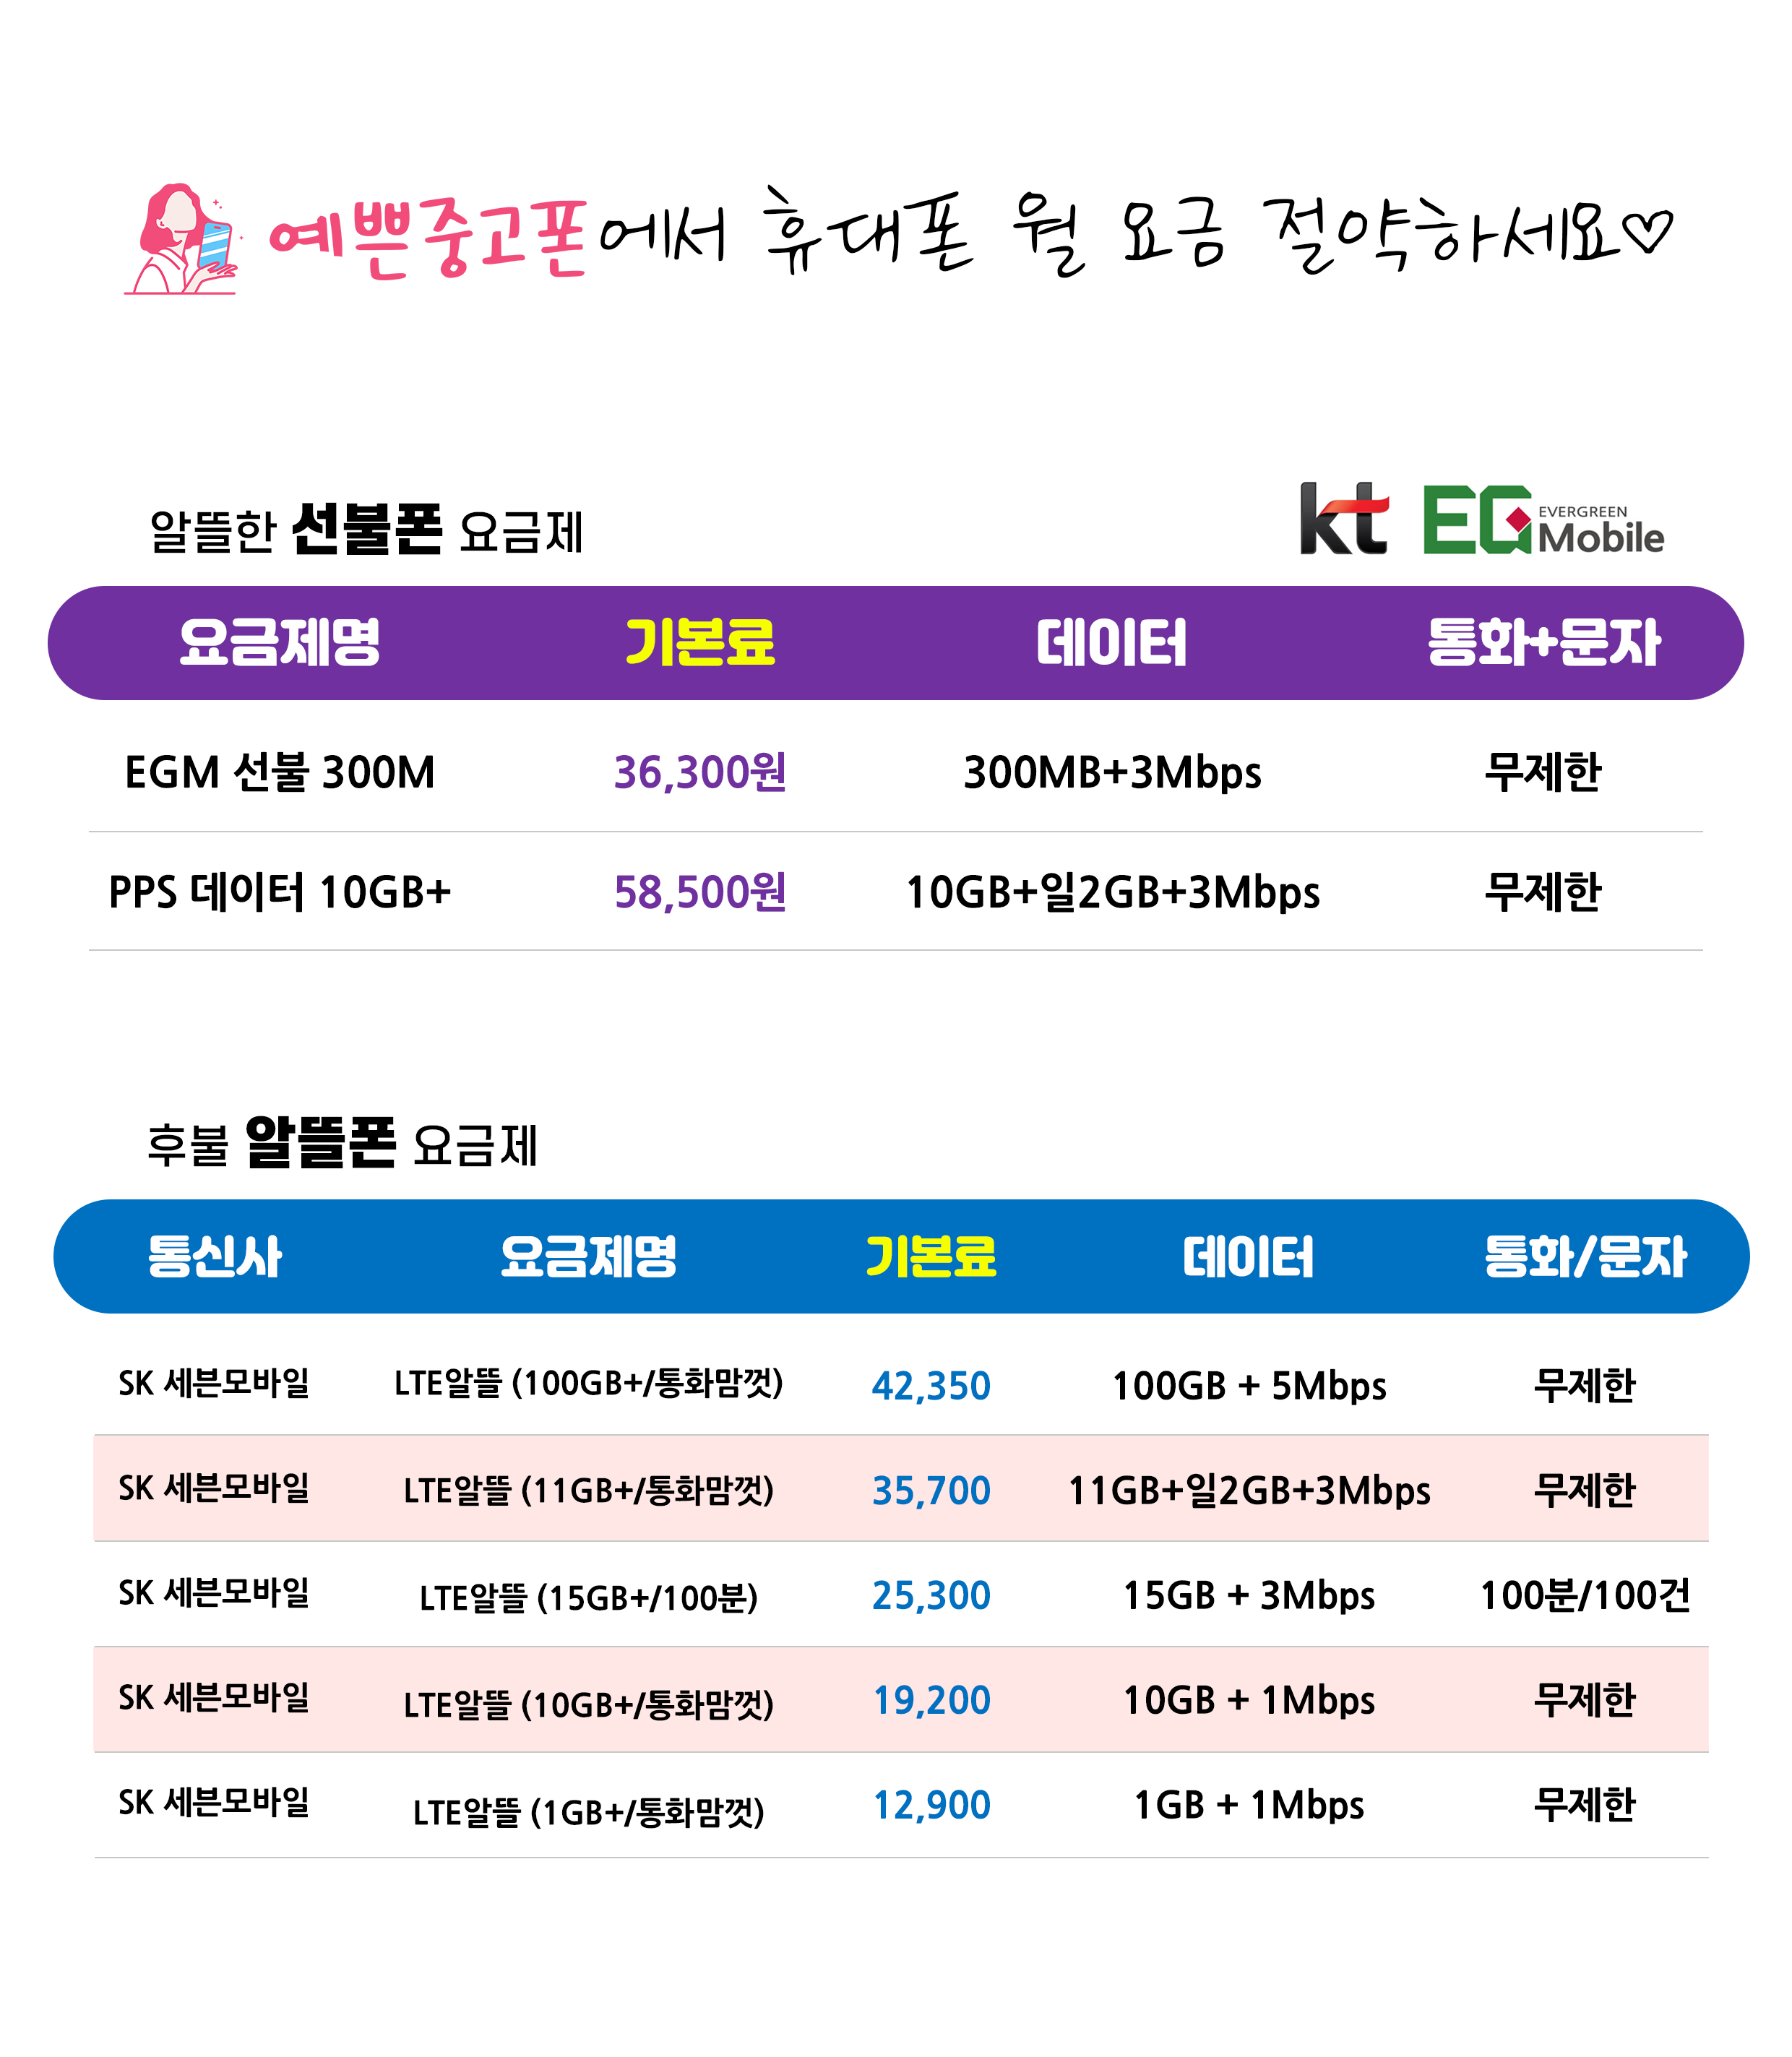 예쁜중고폰에서 휴대폰 월 요금 절약하세요♡
알뜰한 선불폰 요금제
kt EG EVERGREEN Mobile
요금제명 기본료 데이터 통화+문자
EGM 선불 300M 36,300원 300MB+3Mbps 무제한
PPS 데이터 10GB+ 58,500원 10GB+일2GB+3Mbps 무제한
후불 알뜰폰 요금제
통신사 요금제명 기본료 데이터 통화/문자
SK 세븐모바일 LTE알뜰 (100GB+/통화맘껏) 42,350 100GB + 5Mbps 무제한
SK 세븐모바일 LTE알뜰 (11GB+/통화맘껏) 35,700 11GB+일2GB+3Mbps 무제한
SK 세븐모바일 LTE알뜰 (15GB+/100분) 25,300 15GB + 3Mbps 100분/100건
SK 세븐모바일 LTE알뜰 (10GB+/통화맘껏) 19,200 10GB + 1Mbps 무제한
SK 세븐모바일 LTE알뜰 (1GB+/통화맘껏) 12,900 1GB + 1Mbps 무제한